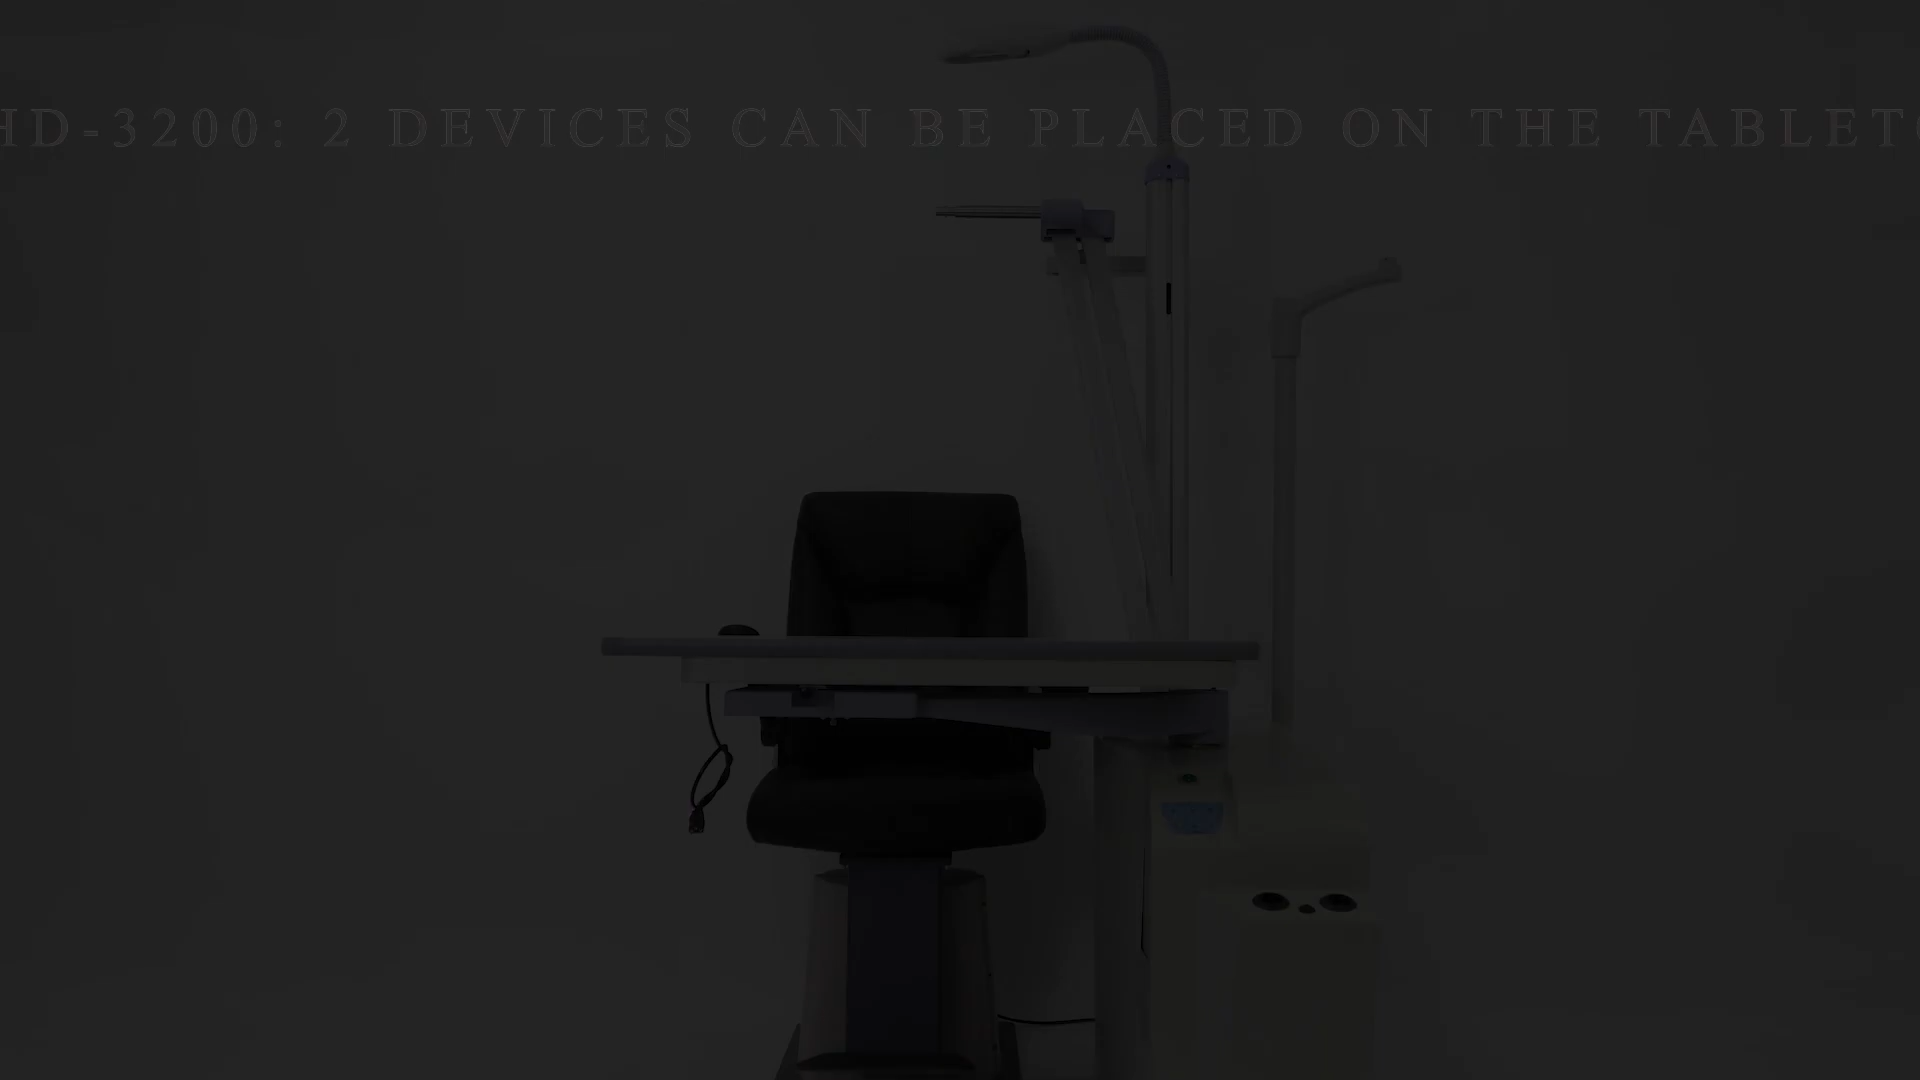 HD-3200: 2 DEVICES CAN BE PLACED ON THE TABLET